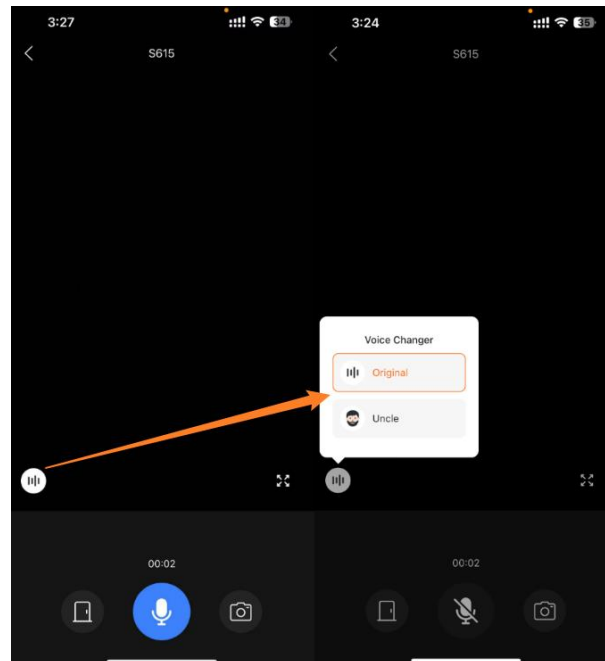 3:27
34
S615
00:02
3:24
35
S615
Voice Changer
Original
Uncle
00:02